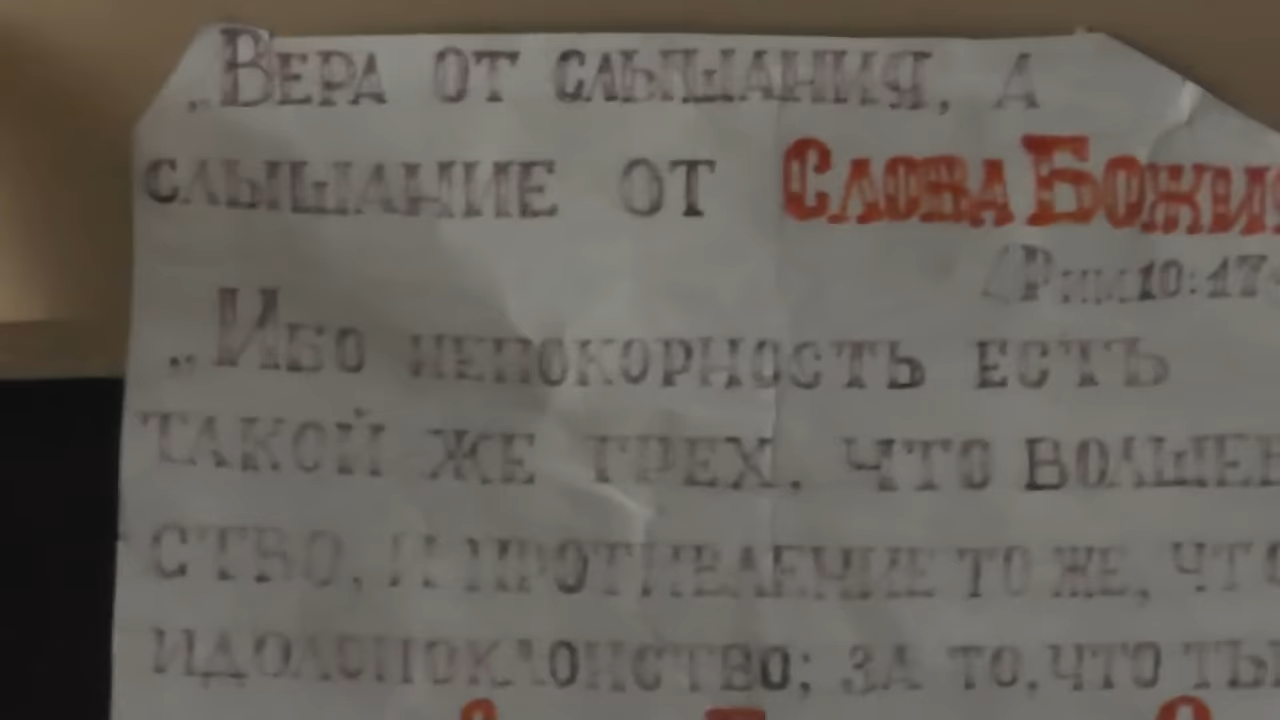 „Вера от слышания, а
слышание от Слова Божия
(Рим 10:17
„Ибо непокорность есть
такой же грех, что волшеб
ство, и противление то же, что
идолопоклонство; за то, что ты